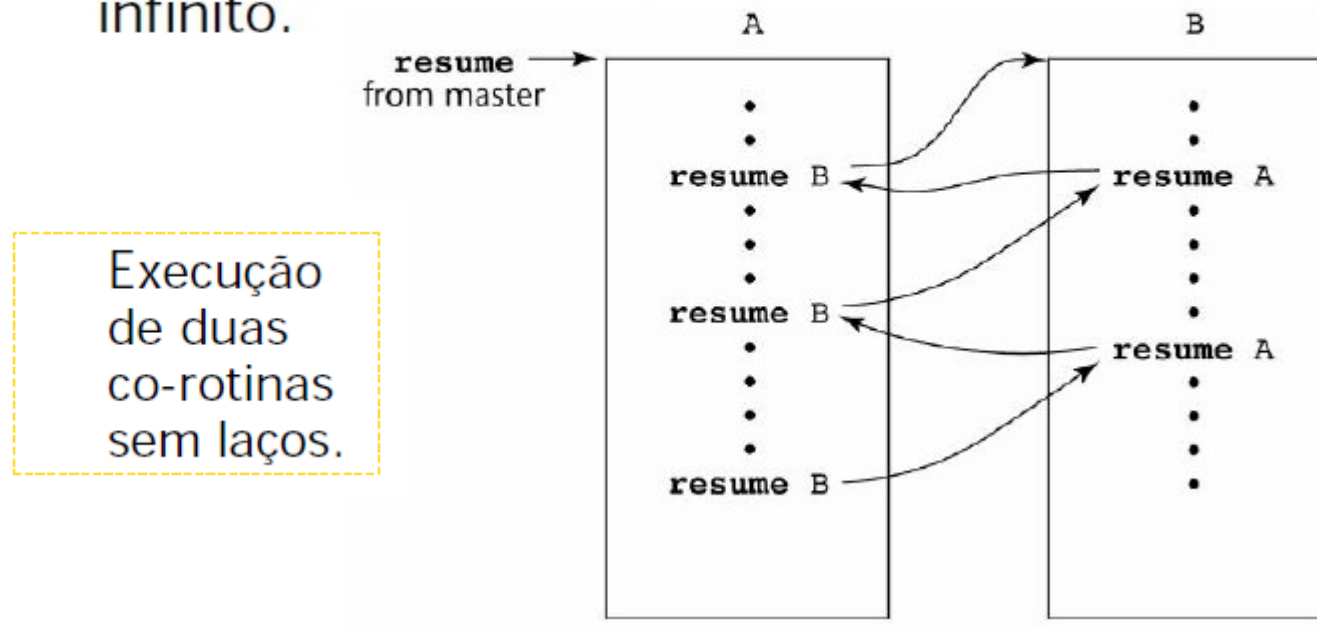 infinito.
A
B
resume
from master
resume B
resume A
Execução
de duas
co-rotinas
sem laços.
resume B
resume A
resume B